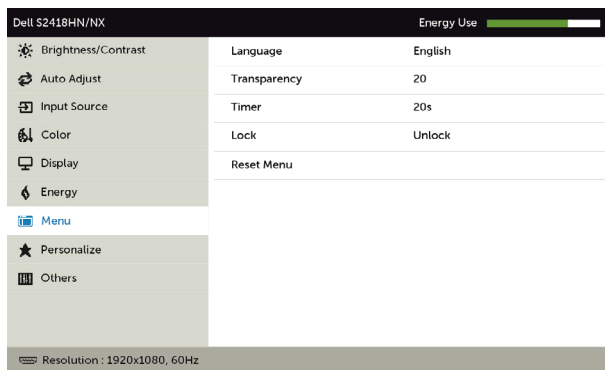 Dell S2418HN/NX Energy Use
Brightness/Contrast
Auto Adjust
Input Source
Color
Display
Energy
Menu
Personalize
Others
Language English
Transparency 20
Timer 20s
Lock Unlock
Reset Menu
Resolution : 1920x1080, 60Hz